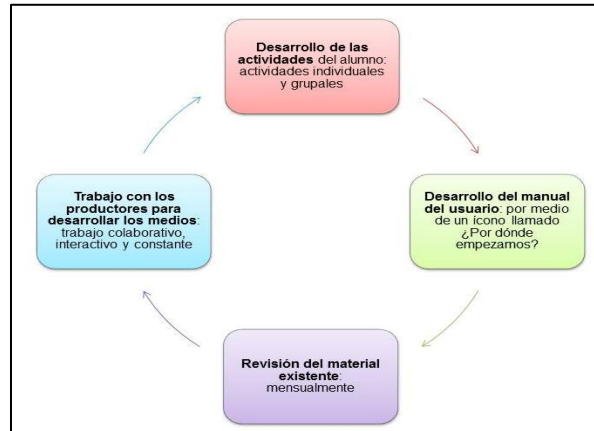 Desarrollo de las
actividades del alumno:
actividades individuales
y grupales
Desarrollo del manual
del usuario: por medio
de un ícono llamado
¿Por dónde
empezamos?
Revisión del material
existente:
mensualmente
Trabajo con los
productores para
desarrollar los medios:
trabajo colaborativo,
interactivo y constante